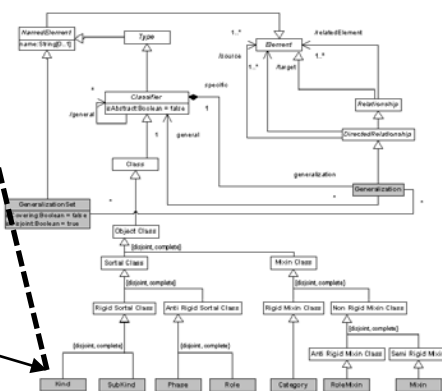 NamedElement
name:String[0..1]
Type
Element
1..*
/relatedElement
/source
1..*
/target
1..*
Classifier
isAbstract:Boolean = false
*
/general
specific
1
Relationship
DirectedRelationship
1
general
generalization
Class
Generalization
*
*
*
GeneralizationSet
overing:Boolean = false
sjoint:Boolean = true
Object Class
{disjoint, complete}
{disjoint, complete}
Sortal Class
Mixin Class
{disjoint, complete}
{disjoint, complete}
Rigid Sortal Class
Anti Rigid Sortal Class
Rigid Mixin Class
Non Rigid Mixin Class
{disjoint, complete}
{disjoint, complete}
{disjoint, complete}
Anti Rigid Mixin Class
Semi Rigid Mixin Class
Kind
SubKind
Phase
Role
Category
RoleMixin
Mixin